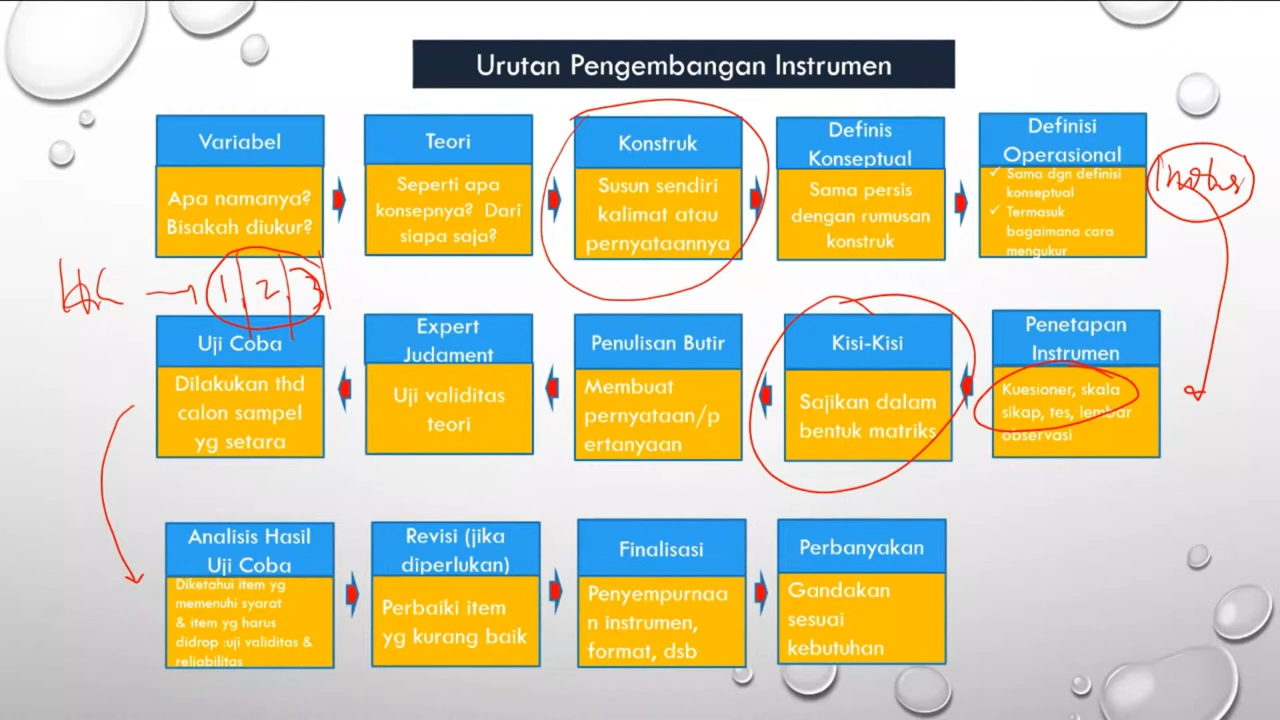 Urutan Pengembangan Instrumen
Variabel
Apa namanya?
Bisakah diukur?
Teori
Seperti apa
konsepnya? Dari
siapa saja?
Konstruk
Susun sendiri
kalimat atau
pernyataannya
Definis
Konseptual
Sama persis
dengan rumusan
konstruk
Definisi
Operasional
✓ Sama dgn definisi
konseptual
✓ Termasuk
bagaimana cara
mengukur
1 2 3
Penetapan
Instrumen
Kuesioner, skala
sikap, tes, lembar
observasi
Kisi-Kisi
Sajikan dalam
bentuk matriks
Penulisan Butir
Membuat
pernyataan/p
ertanyaan
Expert
Judament
Uji validitas
teori
Uji Coba
Dilakukan thd
calon sampel
yg setara
Analisis Hasil
Uji Coba
Diketahui item yg
memenuhi syarat
& item yg harus
didrop :uji validitas &
reliabilitas
Revisi (jika
diperlukan)
Perbaiki item
yg kurang baik
Finalisasi
Penyempurnaa
n instrumen,
format, dsb
Perbanyakan
Gandakan
sesuai
kebutuhan